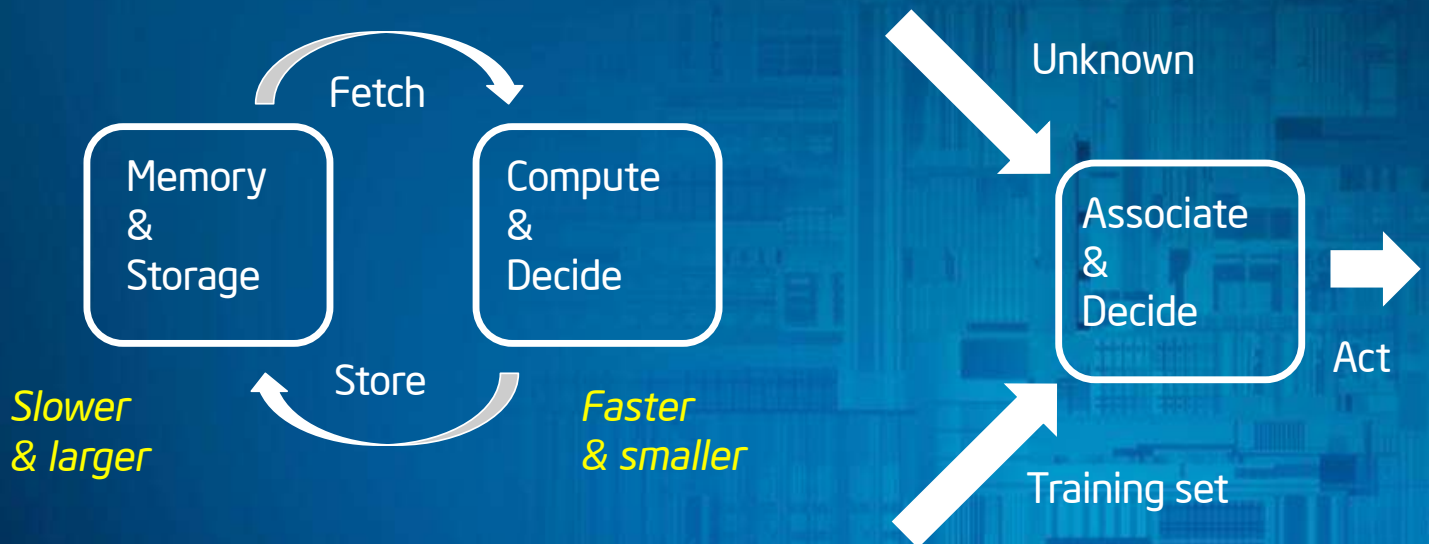 Fetch
Memory
&
Storage
Compute
&
Decide
Store
Slower
& larger
Faster
& smaller
Unknown
Associate
&
Decide
Act
Training set